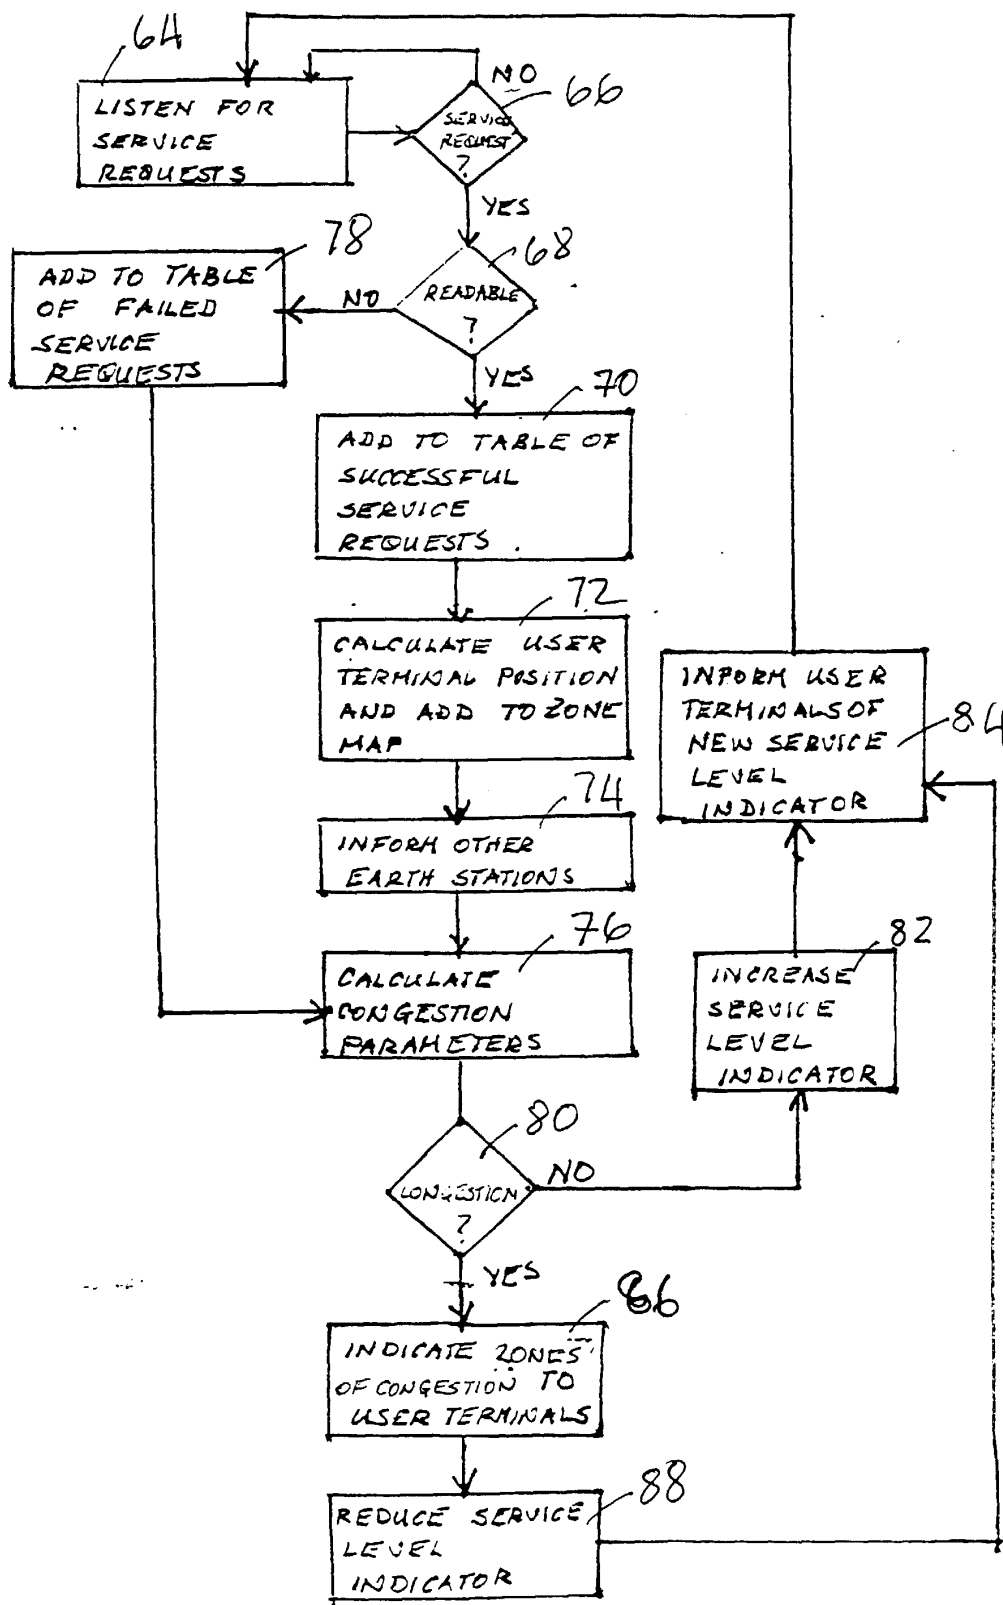 64
LISTEN FOR
SERVICE
REQUESTS
NO
66
SERVICE
REQUEST
?
YES
78
ADD TO TABLE
OF FAILED
SERVICE
REQUESTS
NO
68
READABLE
?
YES
70
ADD TO TABLE OF
SUCCESSFUL
SERVICE
REQUESTS
72
CALCULATE USER
TERMINAL POSITION
AND ADD TO ZONE
MAP
INFORM USER
TERMINALS OF
NEW SERVICE
LEVEL
INDICATOR
84
74
INFORM OTHER
EARTH STATIONS
76
CALCULATE
CONGESTION
PARAMETERS
82
INCREASE
SERVICE
LEVEL
INDICATOR
80
CONGESTION
?
NO
YES
86
INDICATE ZONES
OF CONGESTION TO
USER TERMINALS
88
REDUCE SERVICE
LEVEL
INDICATOR